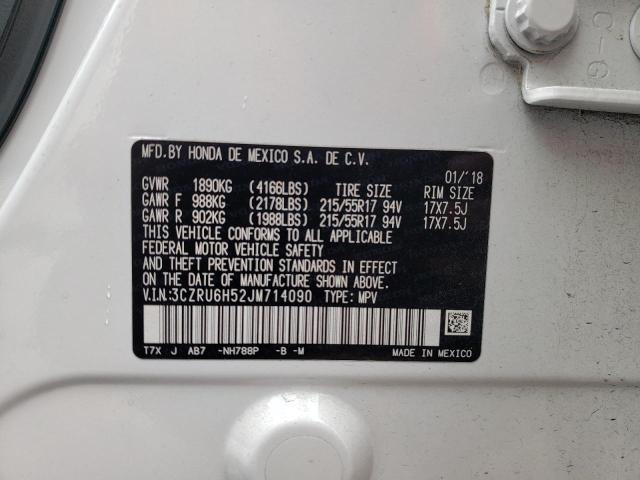 MFD.BY HONDA DE MEXICO S.A. DE C.V.
01/'18
GVWR 1890KG (4166LBS) TIRE SIZE RIM SIZE
GAWR F 988KG (2178LBS) 215/55R17 94V 17X7.5J
GAWR R 902KG (1988LBS) 215/55R17 94V 17X7.5J
THIS VEHICLE CONFORMS TO ALL APPLICABLE
FEDERAL MOTOR VEHICLE SAFETY
AND THEFT PREVENTION STANDARDS IN EFFECT
ON THE DATE OF MANUFACTURE SHOWN ABOVE.
V.I.N:3CZRU6H52JM714090 TYPE: MPV
T7X J AB7 -NH788P -B -M MADE IN MEXICO